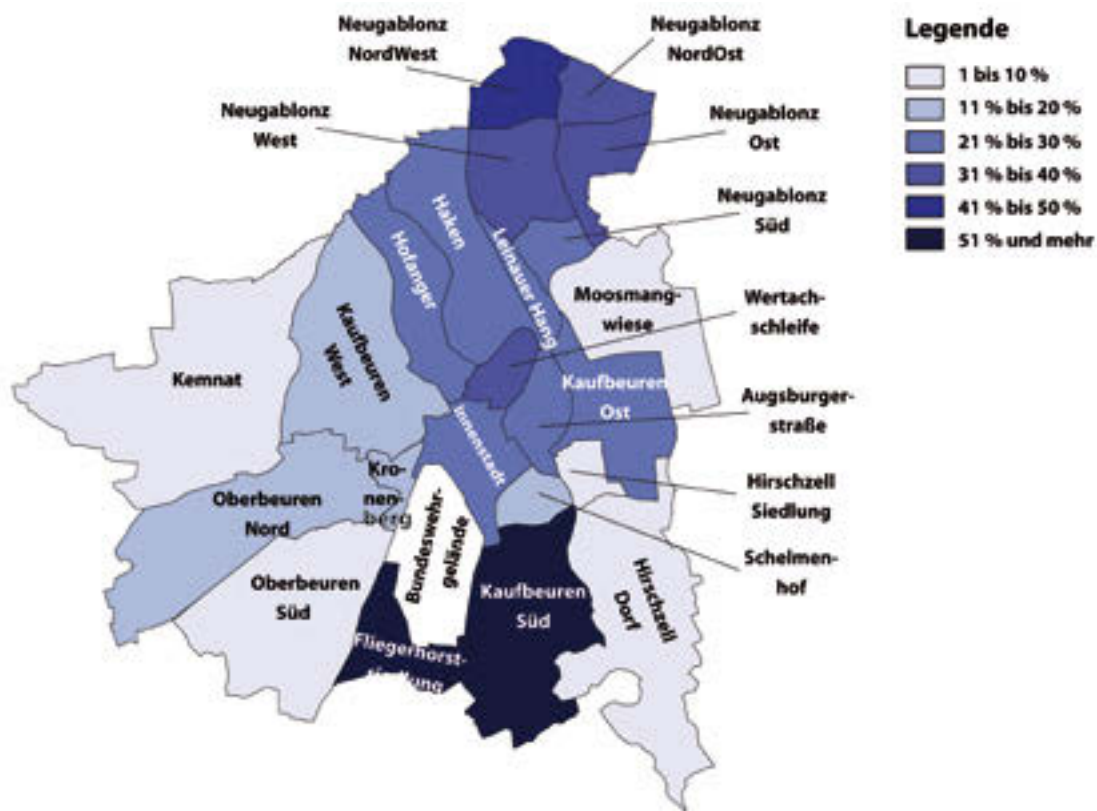 Neugablonz
NordWest
Neugablonz
NordOst
Legende
1 bis 10 %
11 % bis 20 %
21 % bis 30 %
31 % bis 40 %
41 % bis 50 %
51 % und mehr
Neugablonz
West
Neugablonz
Ost
Neugablonz
Süd
Haken
Hofanger
Leinauer Hang
Moosmang-
wiese
Wertach-
schleife
Kaufbeuren
West
Kemnat
Kaufbeuren
Ost
Augsburger-
straße
Innenstadt
Kro-
nen-
berg
Oberbeuren
Nord
Hirschzell
Siedlung
Bundeswehr-
gelände
Schelmen-
hof
Oberbeuren
Süd
Kaufbeuren
Süd
Hirschzell
Dorf
Fliegerhorst-
siedlung